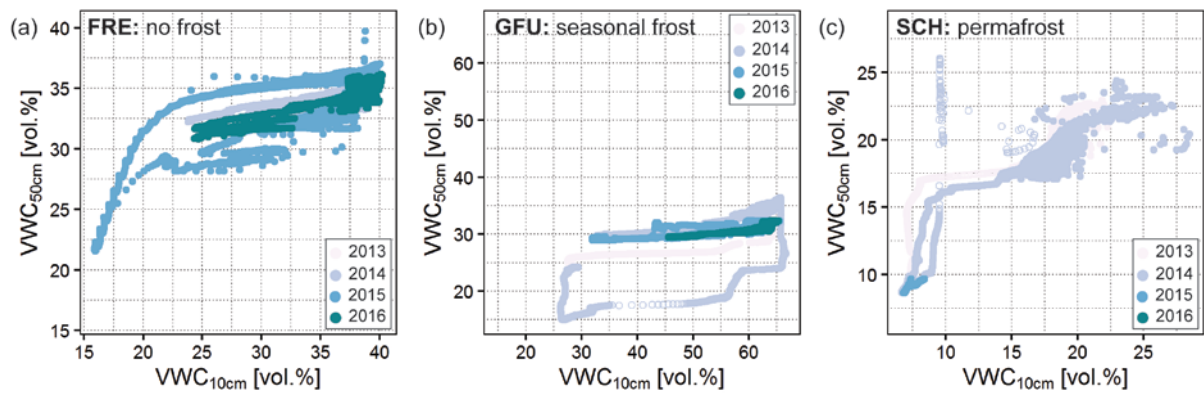 (a) FRE: no frost
40
35
30
25
20
15
VWC50cm [vol.%]
15 20 25 30 35 40
VWC10cm [vol.%]
2013
2014
2015
2016
(b) GFU: seasonal frost
60
50
40
30
20
VWC50cm [vol.%]
20 30 40 50 60
VWC10cm [vol.%]
2013
2014
2015
2016
(c) SCH: permafrost
25
20
15
10
VWC50cm [vol.%]
10 15 20 25
VWC10cm [vol.%]
2013
2014
2015
2016